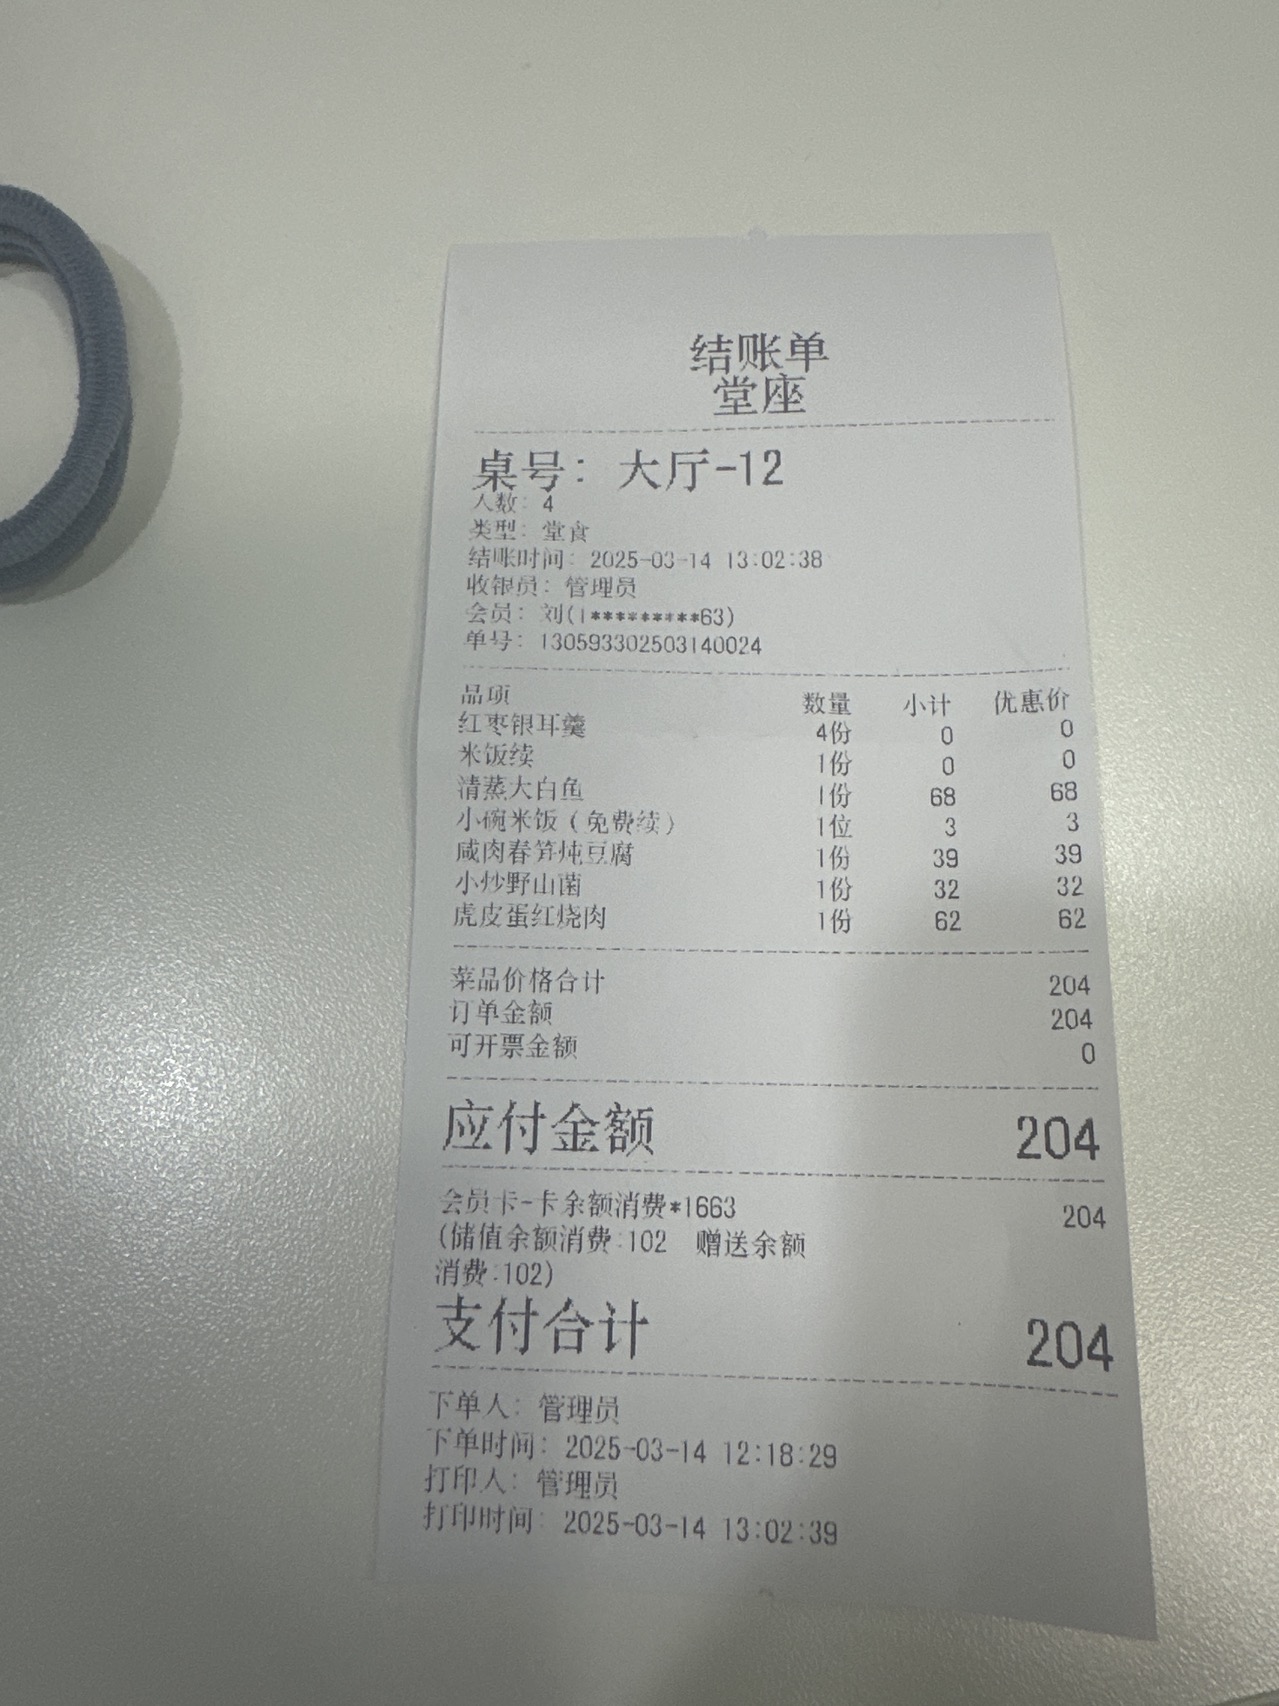 结账单
堂座
桌号: 大厅-12
人数: 4
类型: 堂食
结账时间: 2025-03-14 13:02:38
收银员: 管理员
会员: 刘(1*********63)
单号: 130593302503140024
品项 数量 小计 优惠价
红枣银耳羹 4份 0 0
米饭续 1份 0 0
清蒸大白鱼 1份 68 68
小碗米饭(免费续) 1位 3 3
咸肉春笋炖豆腐 1份 39 39
小炒野山菌 1份 32 32
虎皮蛋红烧肉 1份 62 62
菜品价格合计 204
订单金额 204
可开票金额 0
应付金额 204
会员卡-卡余额消费*1663 204
(储值余额消费:102 赠送余额
消费:102)
支付合计 204
下单人: 管理员
下单时间: 2025-03-14 12:18:29
打印人: 管理员
打印时间: 2025-03-14 13:02:39